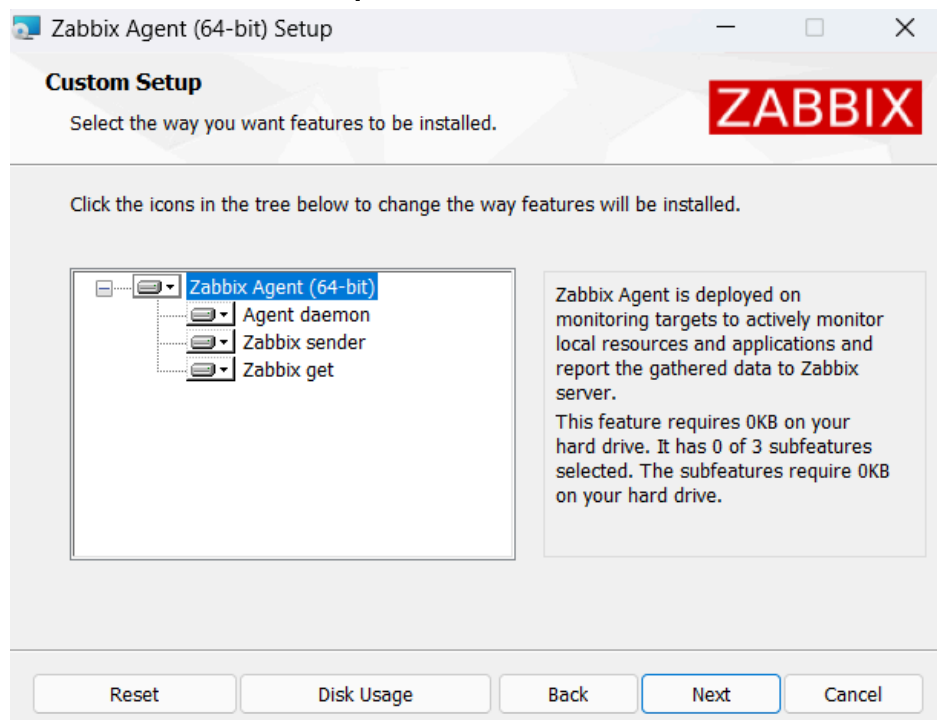 Zabbix Agent (64-bit) Setup
Custom Setup
Select the way you want features to be installed.
ZABBIX
Click the icons in the tree below to change the way features will be installed.
Zabbix Agent (64-bit)
Agent daemon
Zabbix sender
Zabbix get
Zabbix Agent is deployed on
monitoring targets to actively monitor
local resources and applications and
report the gathered data to Zabbix
server.
This feature requires 0KB on your
hard drive. It has 0 of 3 subfeatures
selected. The subfeatures require 0KB
on your hard drive.
Reset
Disk Usage
Back
Next
Cancel